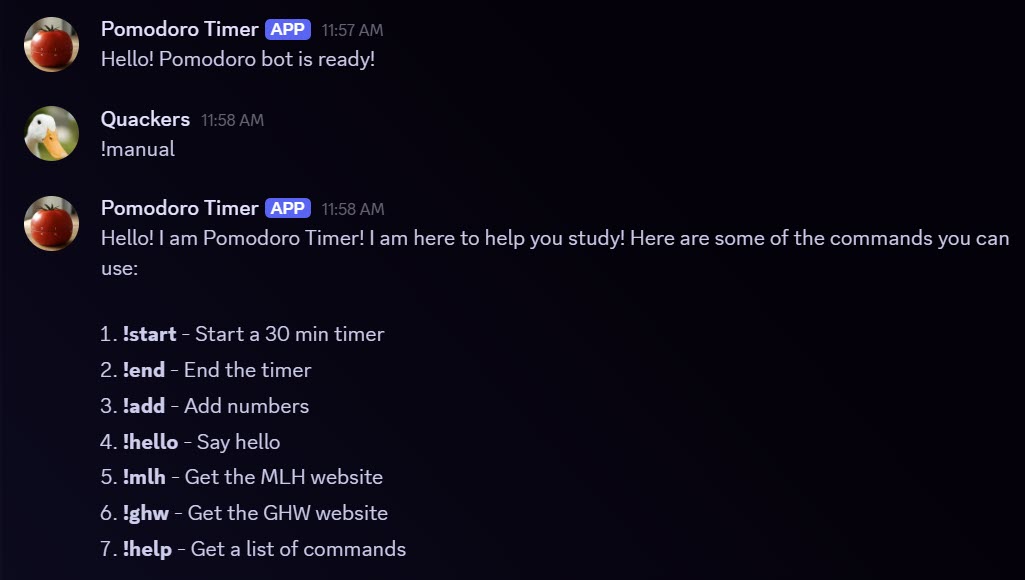 Pomodoro Timer APP 11:57 AM
Hello! Pomodoro bot is ready!
Quackers 11:58 AM
!manual
Pomodoro Timer APP 11:58 AM
Hello! I am Pomodoro Timer! I am here to help you study! Here are some of the commands you can
use:
1. !start - Start a 30 min timer
2. !end - End the timer
3. !add - Add numbers
4. !hello - Say hello
5. !mlh - Get the MLH website
6. !ghw - Get the GHW website
7. !help - Get a list of commands